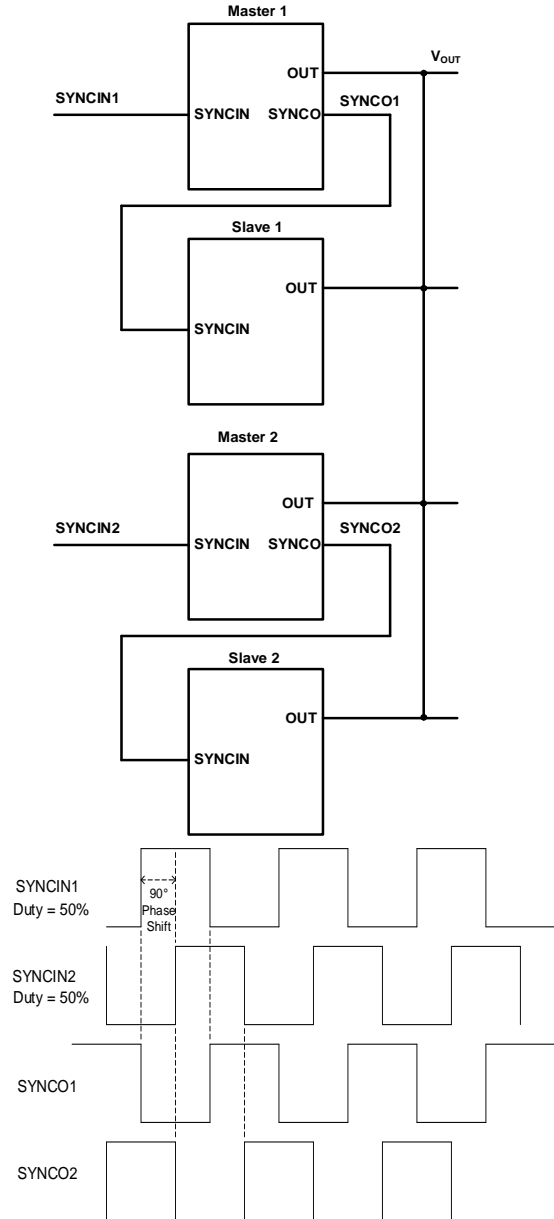 Master 1
OUT
VOUT
SYNCIN1
SYNCIN
SYNCO
SYNCO1
Slave 1
OUT
SYNCIN
Master 2
OUT
SYNCIN2
SYNCIN
SYNCO
SYNCO2
Slave 2
OUT
SYNCIN
SYNCIN1
Duty = 50%
90°
Phase
Shift
SYNCIN2
Duty = 50%
SYNCO1
SYNCO2